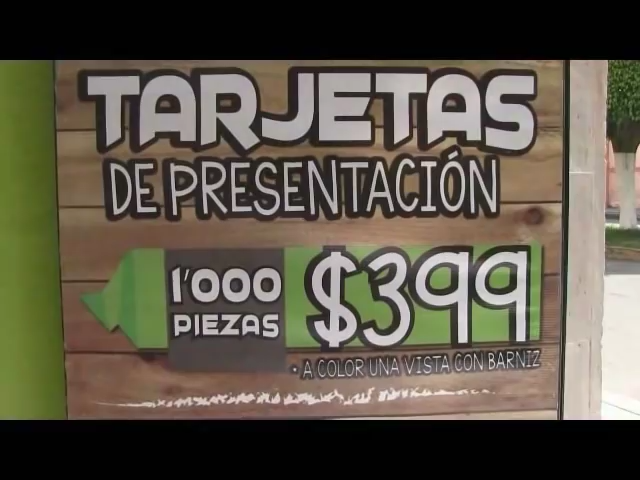 TARJETAS
DE PRESENTACIÓN
1'000
PIEZAS
$399
• A COLOR UNA VISTA CON BARNIZ